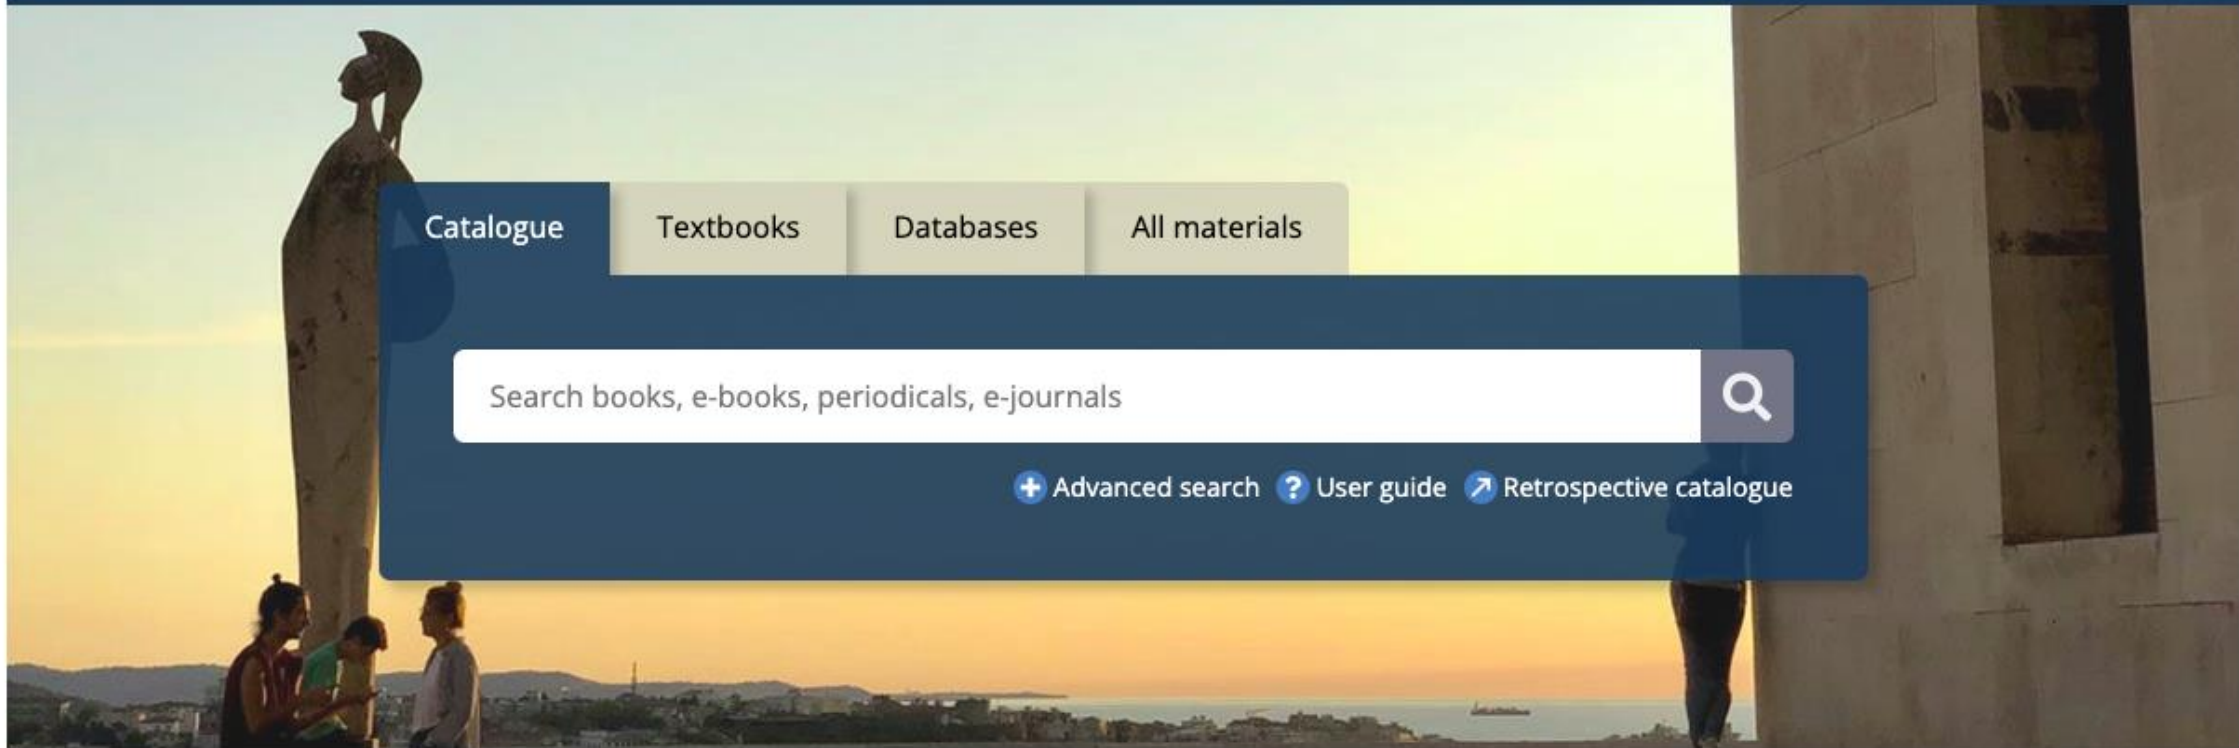 Catalogue Textbooks Databases All materials
Search books, e-books, periodicals, e-journals
Advanced search User guide Retrospective catalogue